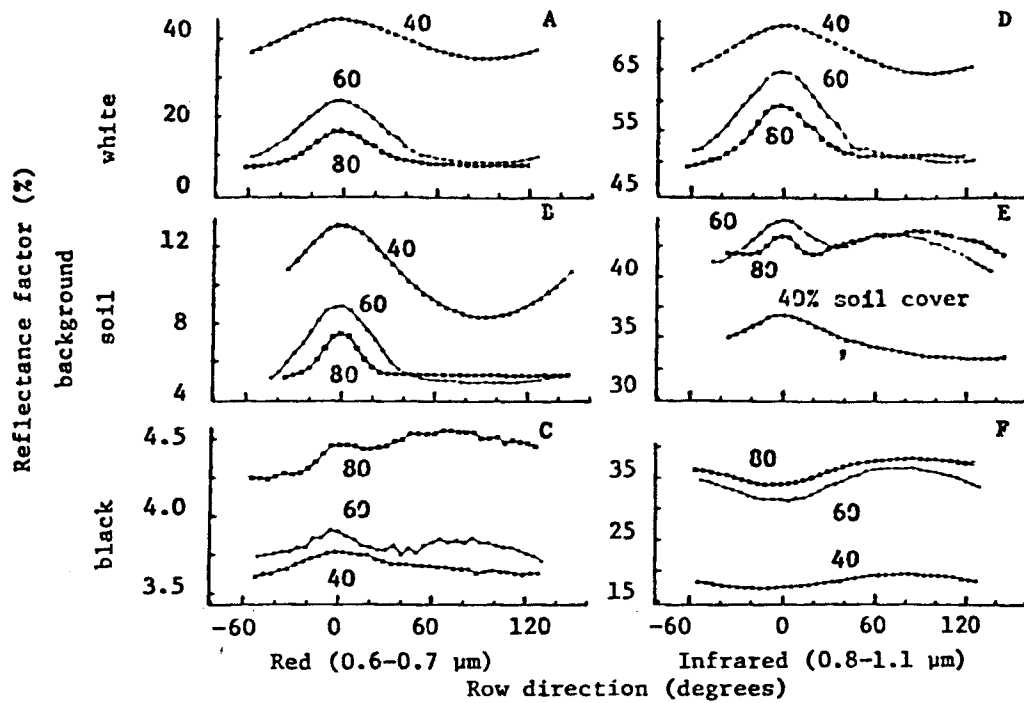 Reflectance factor (%)
background
white
soil
black
A
40
20
0
40
60
80
D
65
55
45
40
60
80
B
12
8
4
40
60
80
E
40
35
30
60
80
40% soil cover
C
4.5
4.0
3.5
80
60
40
F
35
25
15
80
60
40
-60 0 60 120
-60 0 60 120
Red (0.6-0.7 µm)
Infrared (0.8-1.1 µm)
Row direction (degrees)